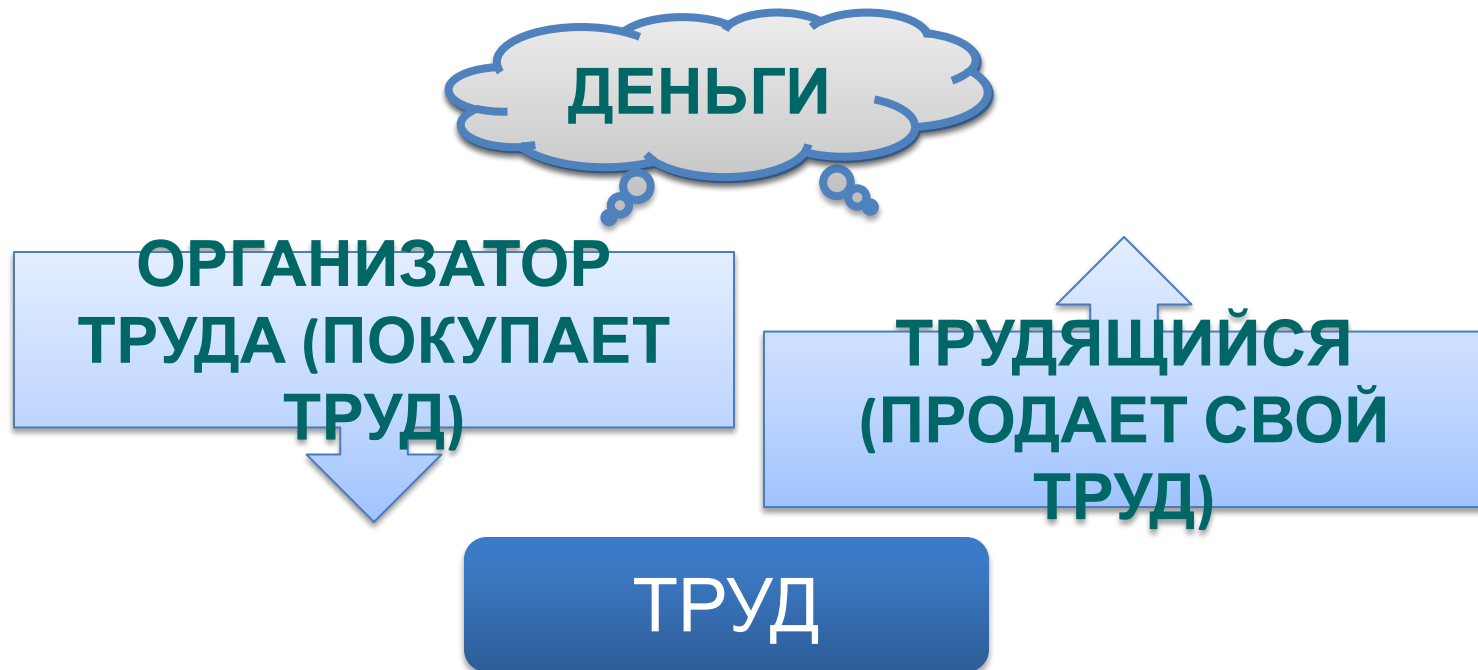 ДЕНЬГИ
ОРГАНИЗАТОР
ТРУДА (ПОКУПАЕТ
ТРУД)
ТРУДЯЩИЙСЯ
(ПРОДАЕТ СВОЙ
ТРУД)
ТРУД